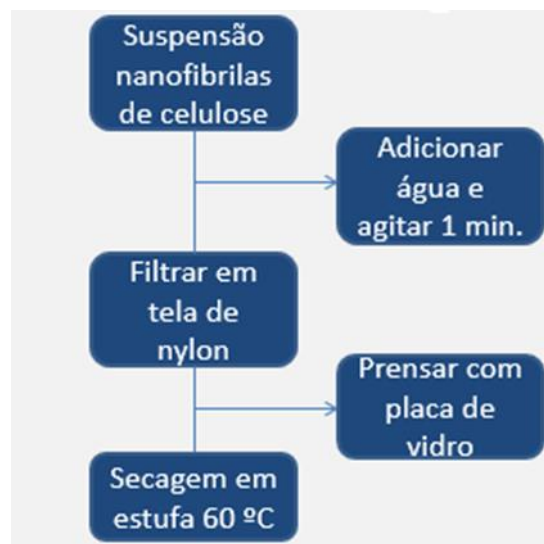 Suspensão
nanofibrilas
de celulose
Adicionar
água e
agitar 1 min.
Filtrar em
tela de
nylon
Prensar com
placa de
vidro
Secagem em
estufa 60 ºC